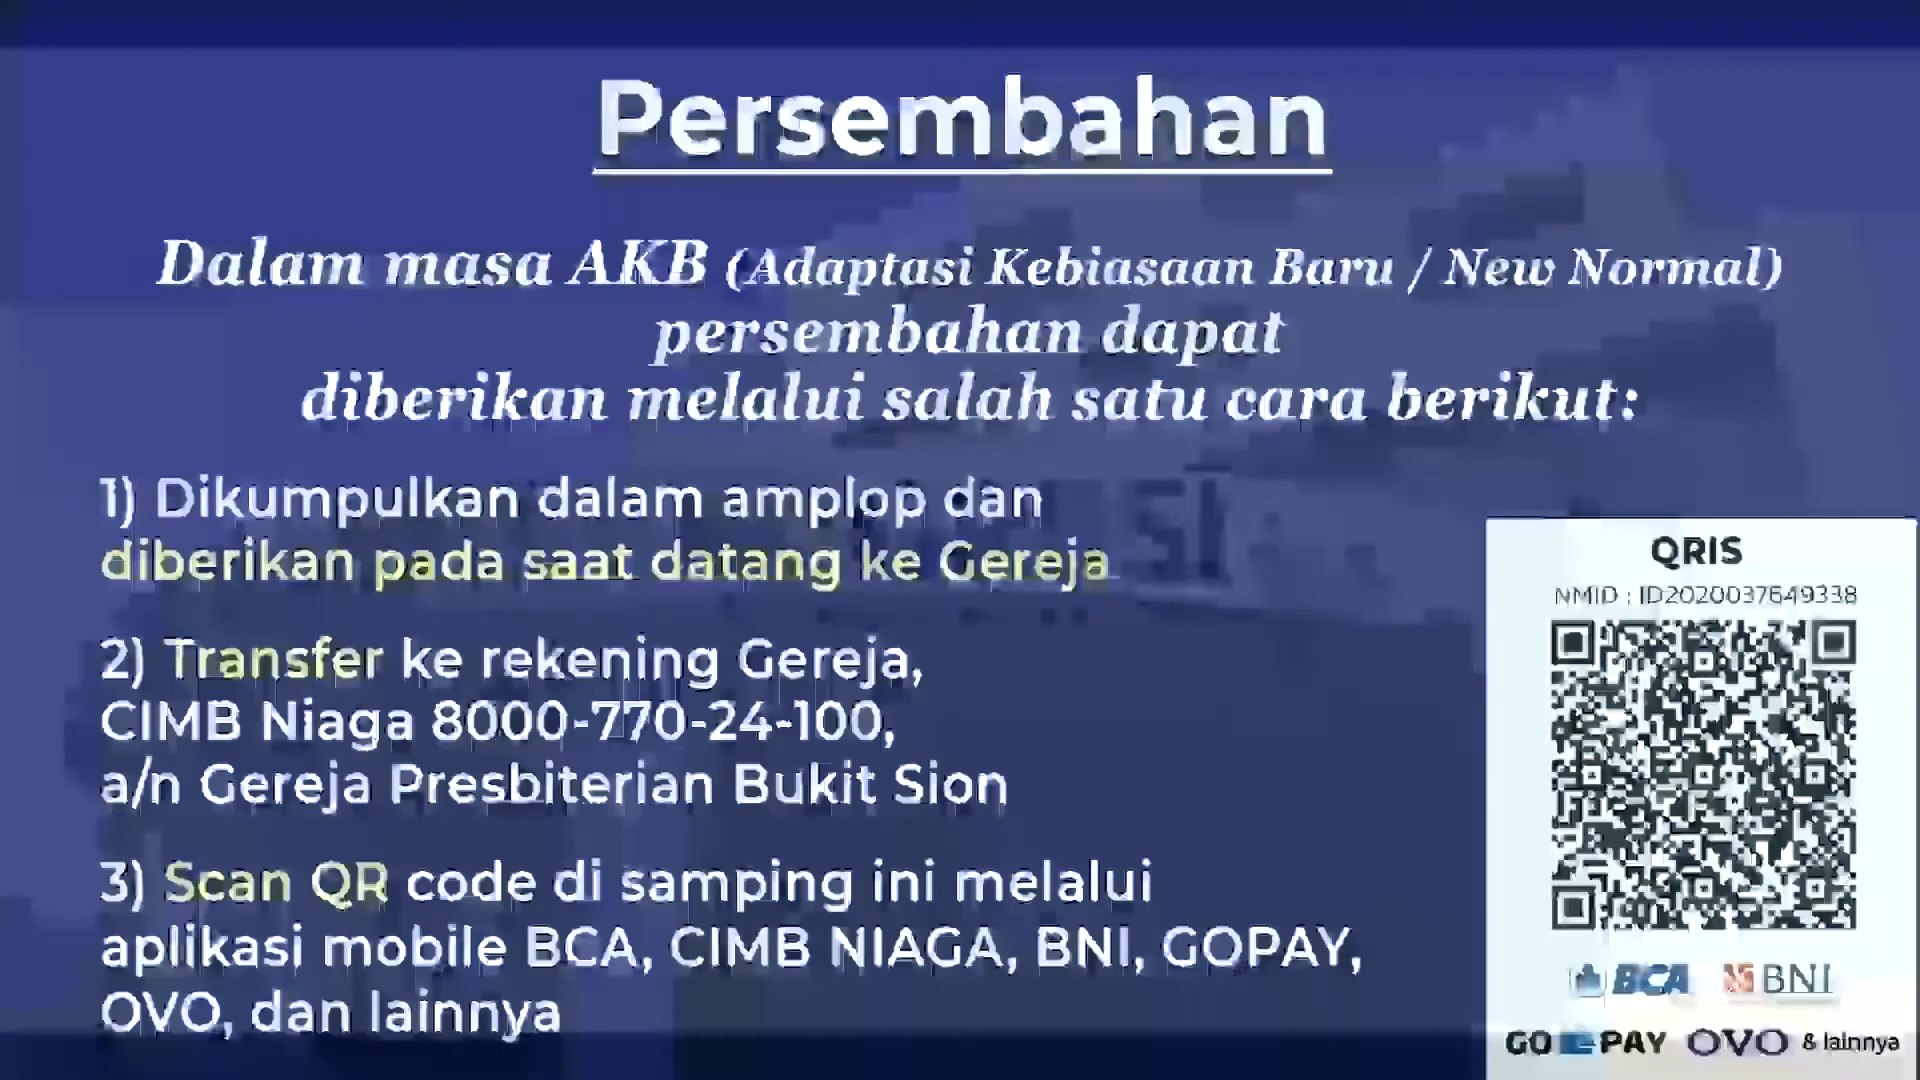 Persembahan
Dalam masa AKB (Adaptasi Kebiasaan Baru / New Normal)
persembahan dapat
diberikan melalui salah satu cara berikut:
1) Dikumpulkan dalam amplop dan
diberikan pada saat datang ke Gereja
2) Transfer ke rekening Gereja,
CIMB Niaga 8000-770-24-100,
a/n Gereja Presbiterian Bukit Sion
3) Scan QR code di samping ini melalui
aplikasi mobile BCA, CIMB NIAGA, BNI, GOPAY,
OVO, dan lainnya
QRIS
NMID : ID2020037649338
BCA BNI
GO PAY OVO & lainnya